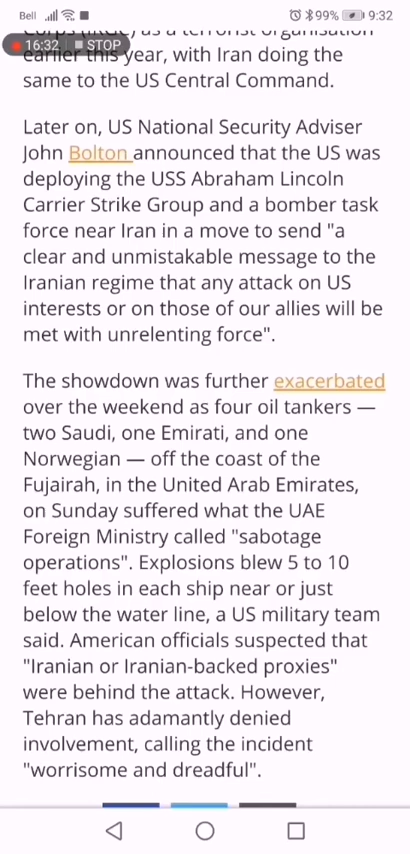 Bell 99% 9:32
16:32 STOP
earlier this year, with Iran doing the
same to the US Central Command.
Later on, US National Security Adviser
John Bolton announced that the US was
deploying the USS Abraham Lincoln
Carrier Strike Group and a bomber task
force near Iran in a move to send "a
clear and unmistakable message to the
Iranian regime that any attack on US
interests or on those of our allies will be
met with unrelenting force".
The showdown was further exacerbated
over the weekend as four oil tankers —
two Saudi, one Emirati, and one
Norwegian — off the coast of the
Fujairah, in the United Arab Emirates,
on Sunday suffered what the UAE
Foreign Ministry called "sabotage
operations". Explosions blew 5 to 10
feet holes in each ship near or just
below the water line, a US military team
said. American officials suspected that
"Iranian or Iranian-backed proxies"
were behind the attack. However,
Tehran has adamantly denied
involvement, calling the incident
"worrisome and dreadful".